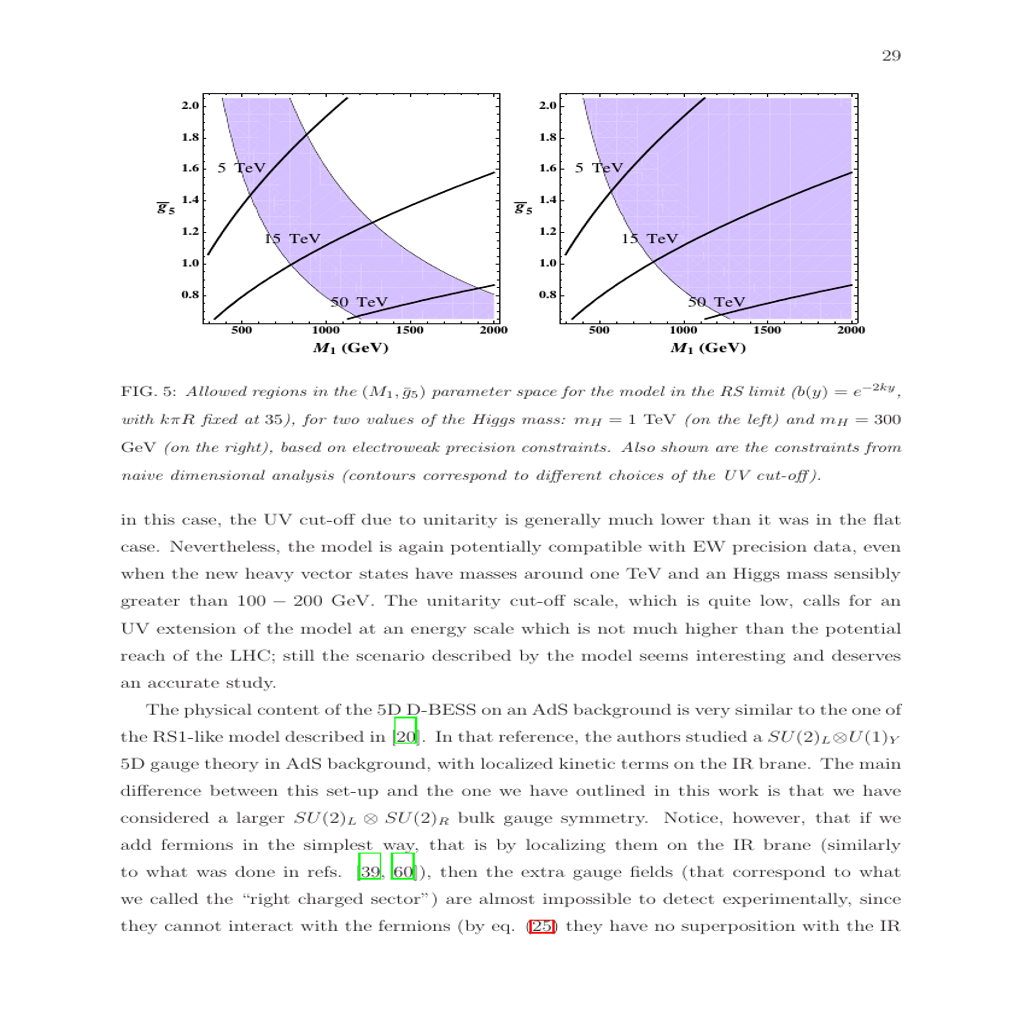 29
2.0
1.8
1.6
1.4
1.2
1.0
0.8
g̅5
5 TeV
15 TeV
50 TeV
500 1000 1500 2000
M1 (GeV)
2.0
1.8
1.6
1.4
1.2
1.0
0.8
g̅5
5 TeV
15 TeV
50 TeV
500 1000 1500 2000
M1 (GeV)
FIG. 5: Allowed regions in the (M₁, ḡ₅) parameter space for the model in the RS limit (b(y) = e^{−2ky},
with kπR fixed at 35), for two values of the Higgs mass: m_H = 1 TeV (on the left) and m_H = 300
GeV (on the right), based on electroweak precision constraints. Also shown are the constraints from
naive dimensional analysis (contours correspond to different choices of the UV cut-off).
in this case, the UV cut-off due to unitarity is generally much lower than it was in the flat
case. Nevertheless, the model is again potentially compatible with EW precision data, even
when the new heavy vector states have masses around one TeV and an Higgs mass sensibly
greater than 100 − 200 GeV. The unitarity cut-off scale, which is quite low, calls for an
UV extension of the model at an energy scale which is not much higher than the potential
reach of the LHC; still the scenario described by the model seems interesting and deserves
an accurate study.
The physical content of the 5D D-BESS on an AdS background is very similar to the one of
the RS1-like model described in [20]. In that reference, the authors studied a SU(2)_L⊗U(1)_Y
5D gauge theory in AdS background, with localized kinetic terms on the IR brane. The main
difference between this set-up and the one we have outlined in this work is that we have
considered a larger SU(2)_L ⊗ SU(2)_R bulk gauge symmetry. Notice, however, that if we
add fermions in the simplest way, that is by localizing them on the IR brane (similarly
to what was done in refs. [39, 60]), then the extra gauge fields (that correspond to what
we called the “right charged sector”) are almost impossible to detect experimentally, since
they cannot interact with the fermions (by eq. (25) they have no superposition with the IR